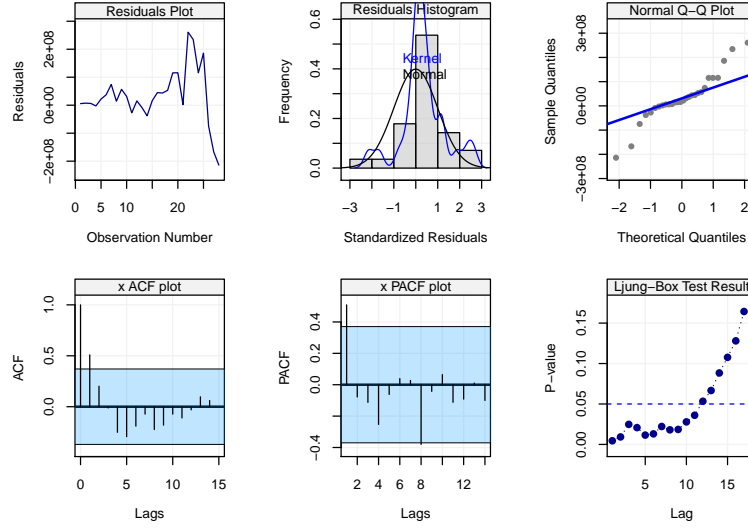 Residuals Plot
Residuals
−2e+08
0e+00
2e+08
0
5
10
20
Observation Number
Residuals Histogram
Frequency
0.0
0.2
0.4
0.6
Kernel
Normal
−3
−1
0
1
2
3
Standardized Residuals
Normal Q−Q Plot
Sample Quantiles
−3e+08
0e+00
3e+08
−2
−1
0
1
2
Theoretical Quantiles
x ACF plot
ACF
0.0
0.5
1.0
0
5
10
15
Lags
x PACF plot
PACF
−0.4
0.0
0.4
2
4
6
8
12
Lags
Ljung−Box Test Result
P−value
0.00
0.05
0.15
5
10
15
Lag